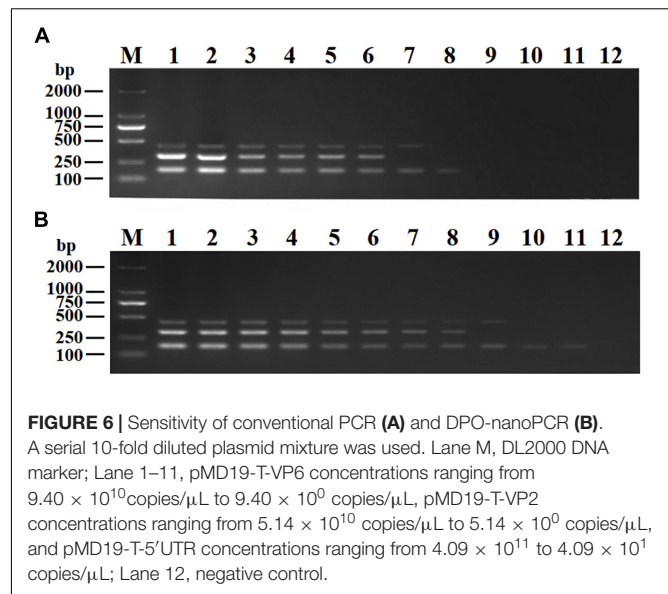 A
M 1 2 3 4 5 6 7 8 9 10 11 12
bp
2000
1000
750
500
250
100
B
M 1 2 3 4 5 6 7 8 9 10 11 12
bp
2000
1000
750
500
250
100
FIGURE 6 | Sensitivity of conventional PCR (A) and DPO-nanoPCR (B).
A serial 10-fold diluted plasmid mixture was used. Lane M, DL2000 DNA
marker; Lane 1–11, pMD19-T-VP6 concentrations ranging from
9.40 × 10¹⁰copies/μL to 9.40 × 10⁰ copies/μL, pMD19-T-VP2
concentrations ranging from 5.14 × 10¹⁰ copies/μL to 5.14 × 10⁰ copies/μL,
and pMD19-T-5′UTR concentrations ranging from 4.09 × 10¹¹ to 4.09 × 10¹
copies/μL; Lane 12, negative control.